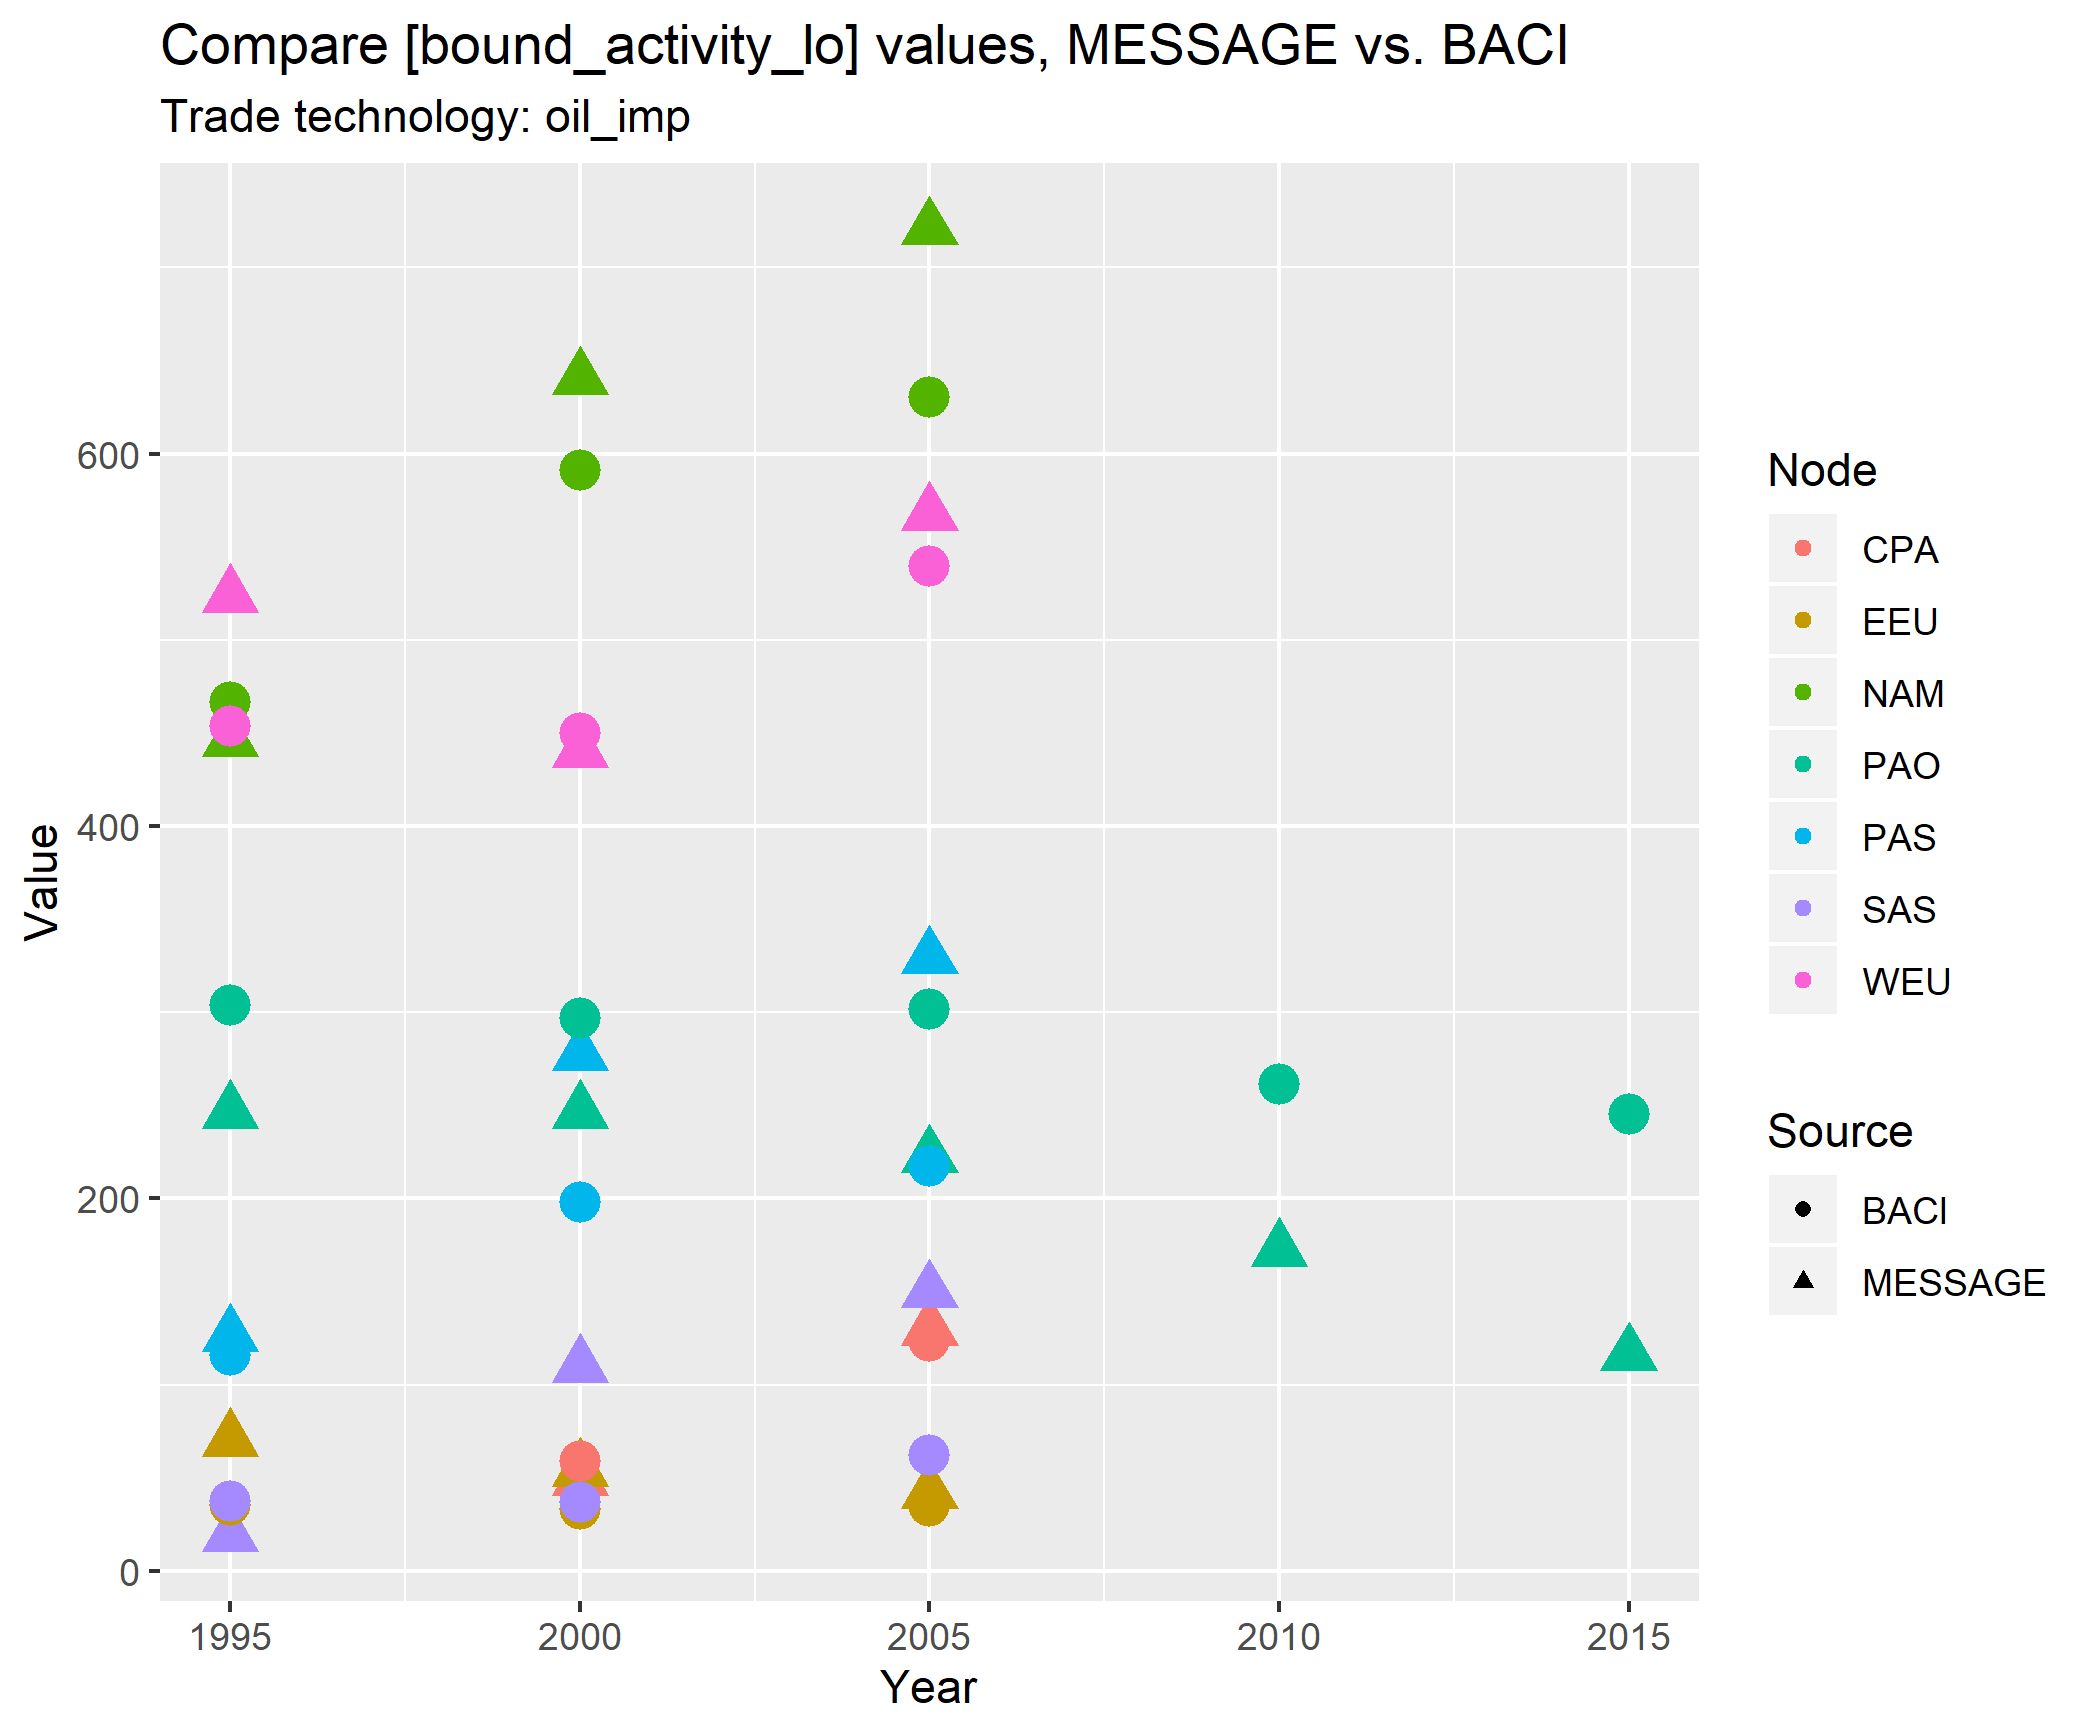 Compare [bound_activity_lo] values, MESSAGE vs. BACI
Trade technology: oil_imp
Value
600
400
200
0
1995
2000
2005
2010
2015
Year
Node
CPA
EEU
NAM
PAO
PAS
SAS
WEU
Source
BACI
MESSAGE